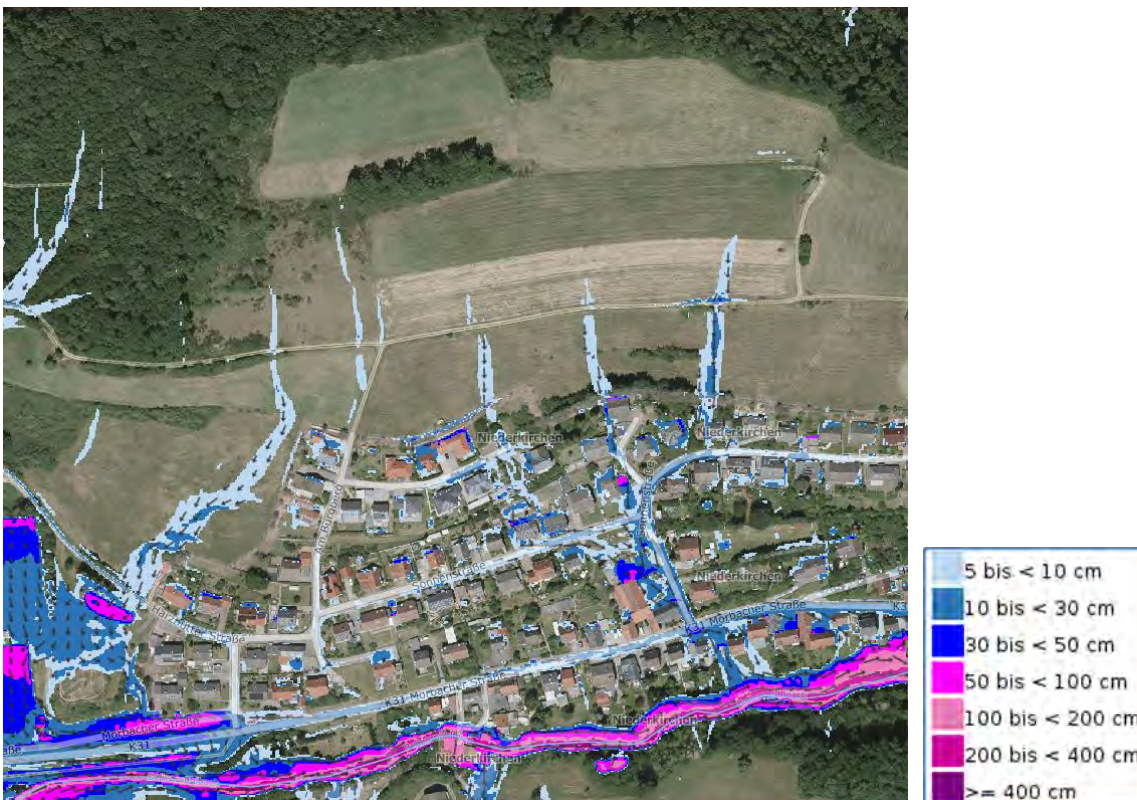 Niederkirchen
Niederkirchen
Sonnenstraße
Niederkirchen
K31 Morbacher Straße
K31 Morbacher Straße
Morbacher Straße
K31
Niederkirchen
Niederkirchen
5 bis < 10 cm
10 bis < 30 cm
30 bis < 50 cm
50 bis < 100 cm
100 bis < 200 cm
200 bis < 400 cm
>= 400 cm